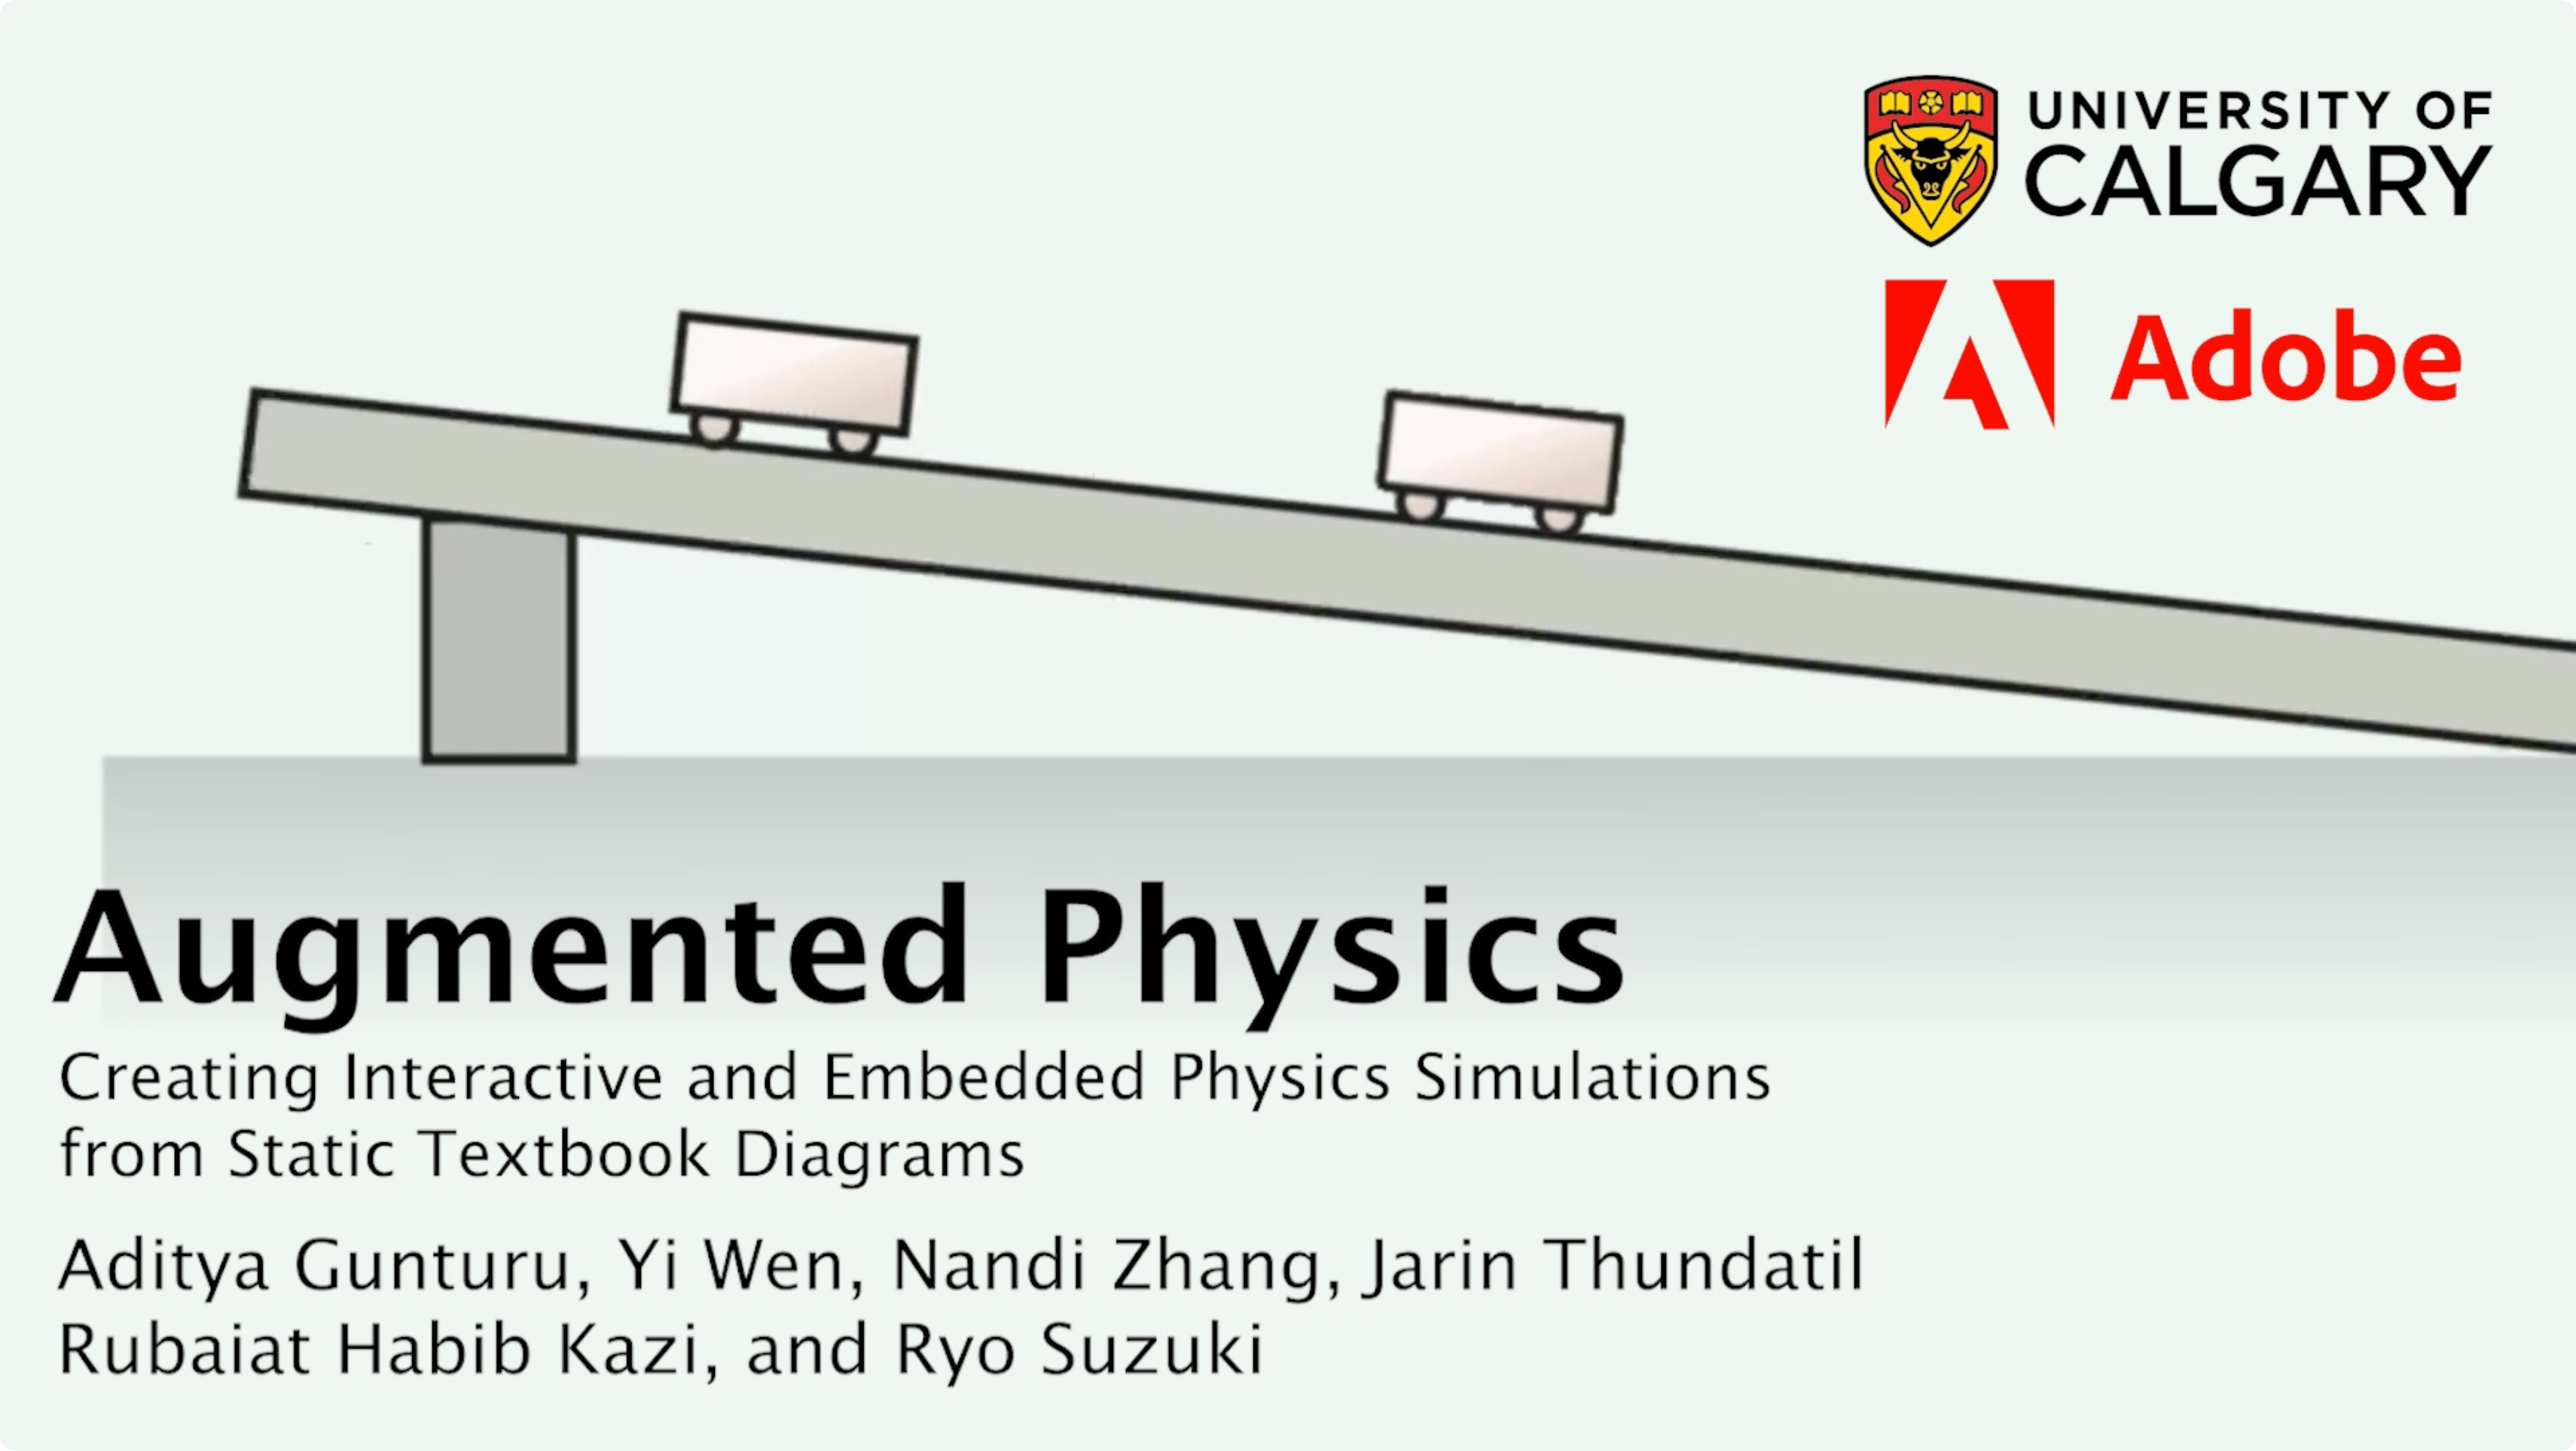 UNIVERSITY OF
CALGARY
Adobe
Augmented Physics
Creating Interactive and Embedded Physics Simulations
from Static Textbook Diagrams
Aditya Gunturu, Yi Wen, Nandi Zhang, Jarin Thundatil
Rubaiat Habib Kazi, and Ryo Suzuki